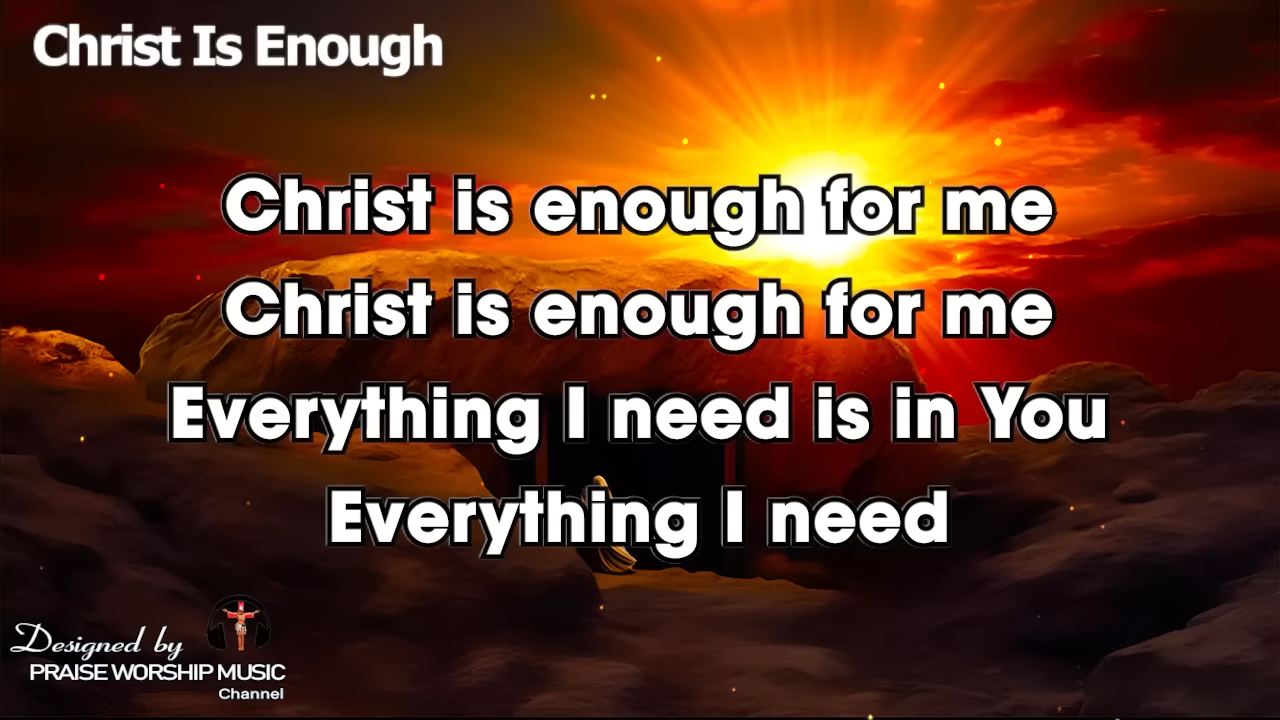 Christ Is Enough
Christ is enough for me
Christ is enough for me
Everything I need is in You
Everything I need
Designed by
PRAISE WORSHIP MUSIC
Channel